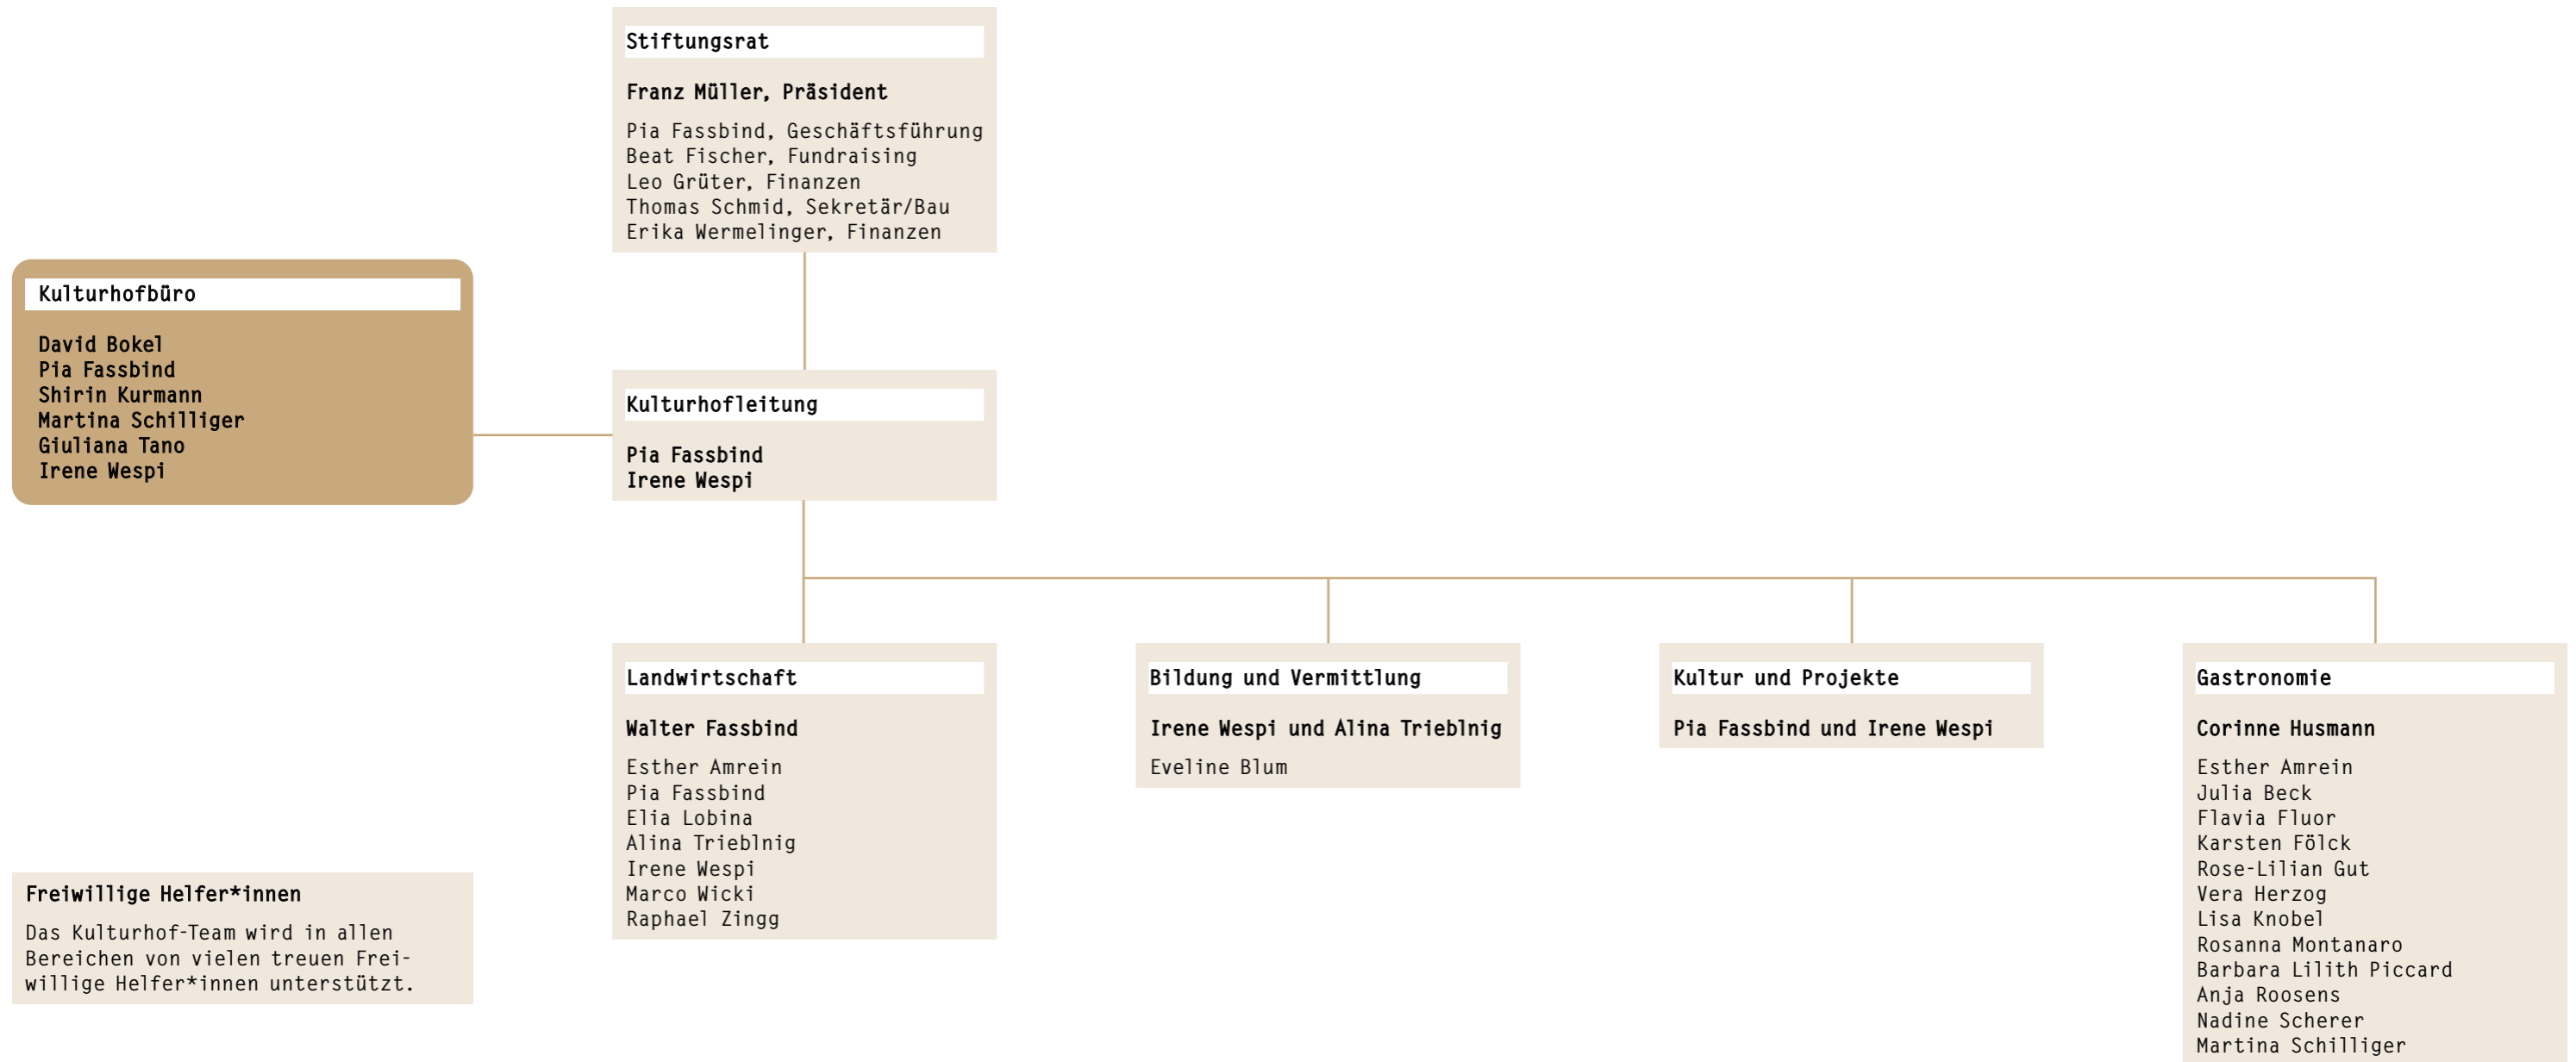 Stiftungsrat
Franz Müller, Präsident
Pia Fassbind, Geschäftsführung
Beat Fischer, Fundraising
Leo Grüter, Finanzen
Thomas Schmid, Sekretär/Bau
Erika Wermelinger, Finanzen
Kulturhofbüro
David Bokel
Pia Fassbind
Shirin Kurmann
Martina Schilliger
Giuliana Tano
Irene Wespi
Kulturhofleitung
Pia Fassbind
Irene Wespi
Landwirtschaft
Walter Fassbind
Esther Amrein
Pia Fassbind
Elia Lobina
Alina Trieblnig
Irene Wespi
Marco Wicki
Raphael Zingg
Bildung und Vermittlung
Irene Wespi und Alina Trieblnig
Eveline Blum
Kultur und Projekte
Pia Fassbind und Irene Wespi
Gastronomie
Corinne Husmann
Esther Amrein
Julia Beck
Flavia Fluor
Karsten Fölck
Rose-Lilian Gut
Vera Herzog
Lisa Knobel
Rosanna Montanaro
Barbara Lilith Piccard
Anja Roosens
Nadine Scherer
Martina Schilliger
Freiwillige Helfer*innen
Das Kulturhof-Team wird in allen
Bereichen von vielen treuen Frei-
willige Helfer*innen unterstützt.